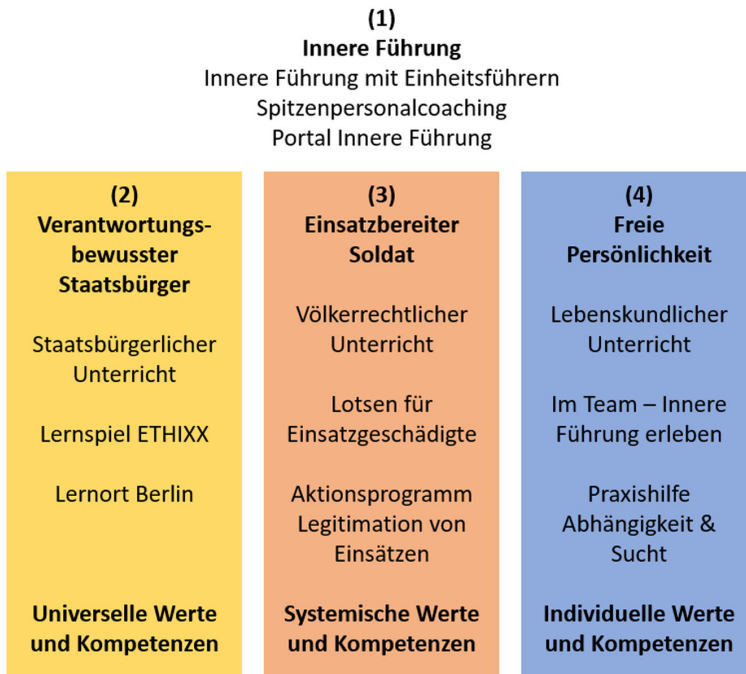 (1)
Innere Führung
Innere Führung mit Einheitsführern
Spitzenpersonalcoaching
Portal Innere Führung
(2)
Verantwortungs-
bewusster
Staatsbürger
Staatsbürgerlicher
Unterricht
Lernspiel ETHIXX
Lernort Berlin
Universelle Werte
und Kompetenzen
(3)
Einsatzbereiter
Soldat
Völkerrechtlicher
Unterricht
Lotsen für
Einsatzgeschädigte
Aktionsprogramm
Legitimation von
Einsätzen
Systemische Werte
und Kompetenzen
(4)
Freie
Persönlichkeit
Lebenskundlicher
Unterricht
Im Team – Innere
Führung erleben
Praxishilfe
Abhängigkeit &
Sucht
Individuelle Werte
und Kompetenzen